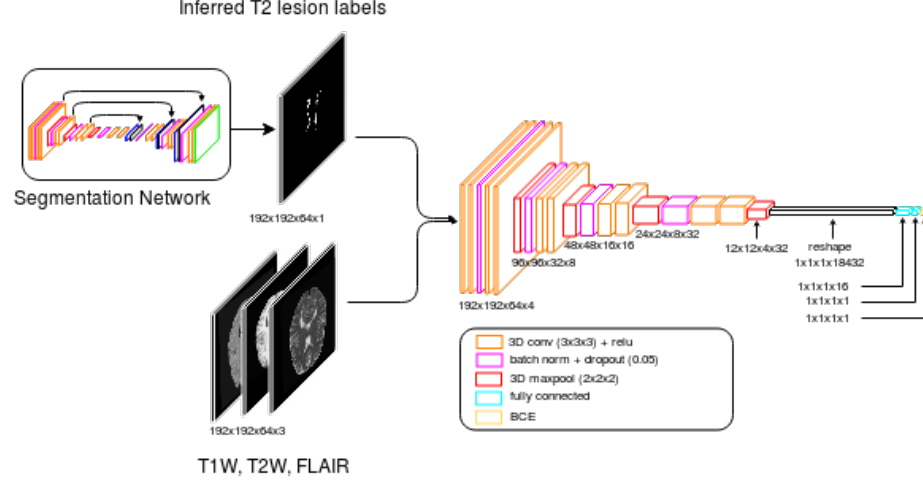 Inferred T2 lesion labels
Segmentation Network
192x192x64x1
192x192x64x3
T1W, T2W, FLAIR
192x192x64x4
96x96x32x8
48x48x16x16
24x24x8x32
12x12x4x32
reshape
1x1x1x18432
1x1x1x16
1x1x1x1
1x1x1x1
3D conv (3x3x3) + relu
batch norm + dropout (0.05)
3D maxpool (2x2x2)
fully connected
BCE